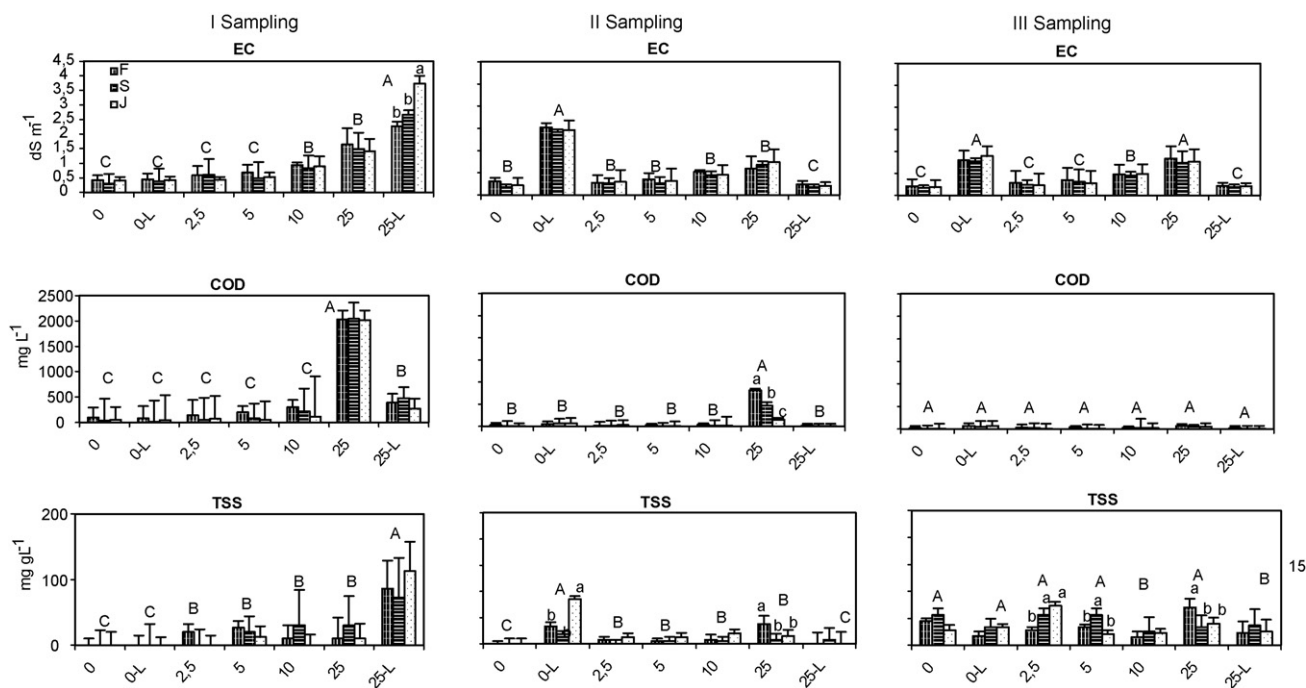 I Sampling
II Sampling
III Sampling
EC
EC
EC
4,5
4
3,5
3
2,5
2
1,5
1
0,5
0
dS m-1
F
S
J
C
C
C
C
B
B
A
b
b
a
B
A
B
B
B
B
C
C
A
C
C
B
A
C
0
0-L
2,5
5
10
25
25-L
0
0-L
2,5
5
10
25
25-L
0
0-L
2,5
5
10
25
25-L
COD
COD
COD
2500
2000
1500
1000
500
0
mg L-1
C
C
C
C
C
A
B
B
B
B
B
B
A
a
b
c
B
A
A
A
A
A
A
A
0
0-L
2,5
5
10
25
25-L
0
0-L
2,5
5
10
25
25-L
0
0-L
2,5
5
10
25
25-L
TSS
TSS
TSS
200
100
0
mg gL-1
C
C
B
B
B
B
A
C
A
b
b
a
B
B
B
B
a
b
b
C
A
A
A
b
a
a
A
b
a
b
B
A
a
b
b
B
15
0
0-L
2,5
5
10
25
25-L
0
0-L
2,5
5
10
25
25-L
0
0-L
2,5
5
10
25
25-L